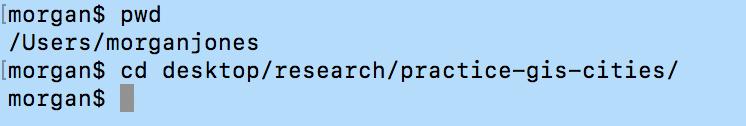 [morgan$ pwd
/Users/morganjones
[morgan$ cd desktop/research/practice-gis-cities/
morgan$